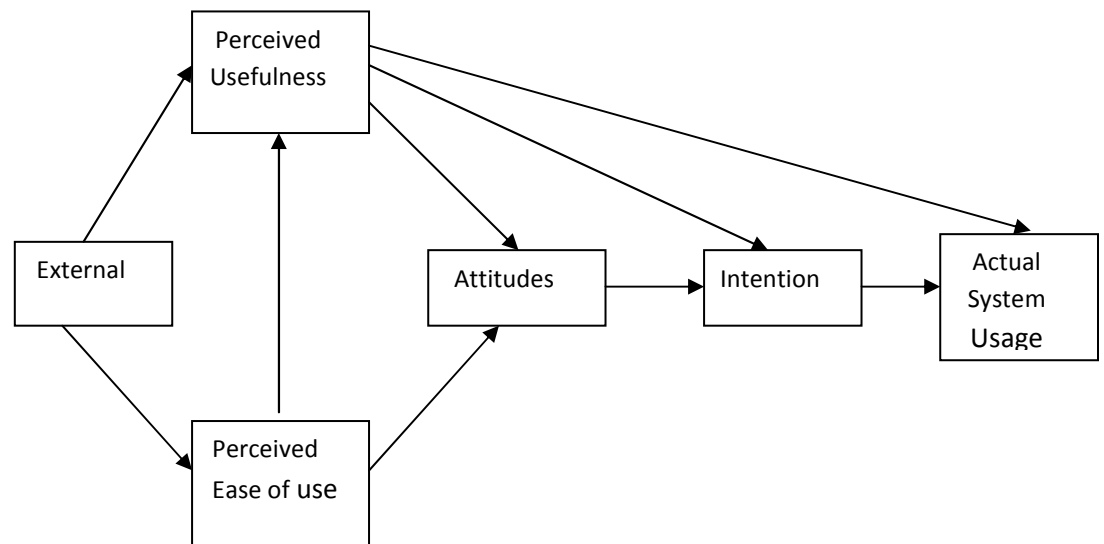 Perceived
Usefulness
External
Attitudes
Intention
Actual
System
Usage
Perceived
Ease of use